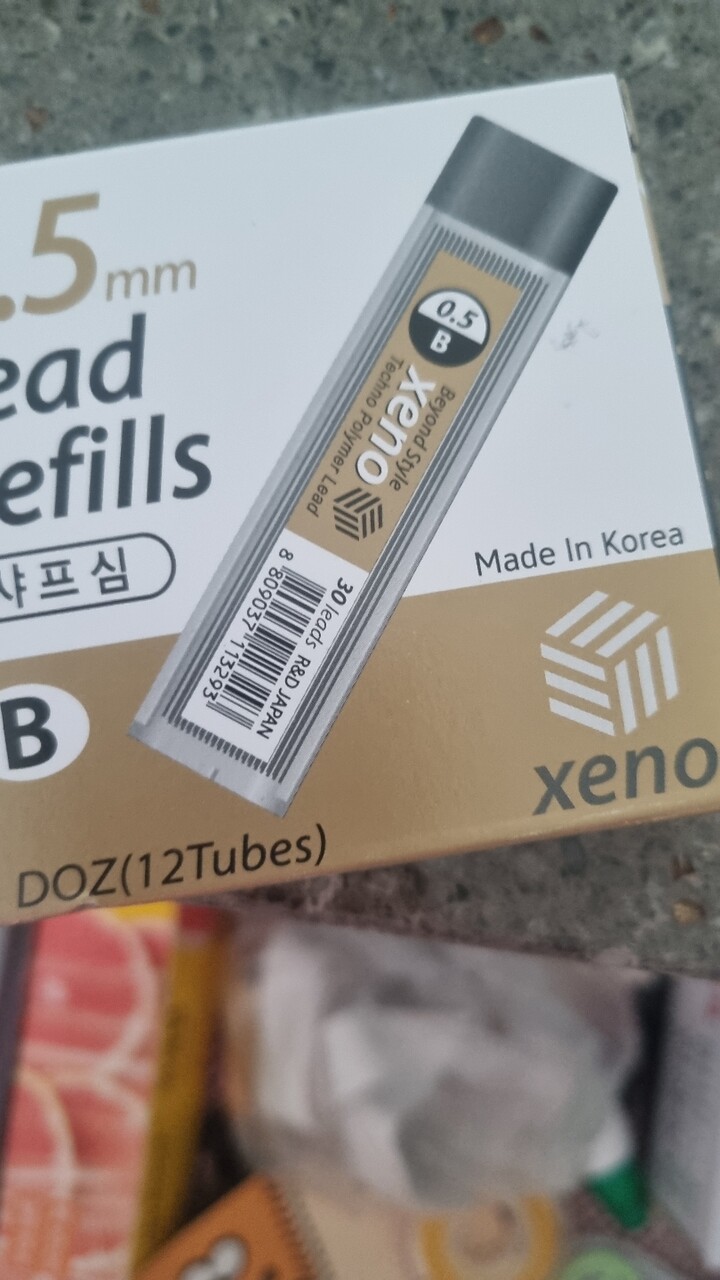 .5mm
ead
efills
샤프심
B
DOZ(12Tubes)
0.5
B
Beyond Style
xeno
Techno Polymer Lead
30 leads R&D JAPAN
8 809037 113293
Made In Korea
xeno